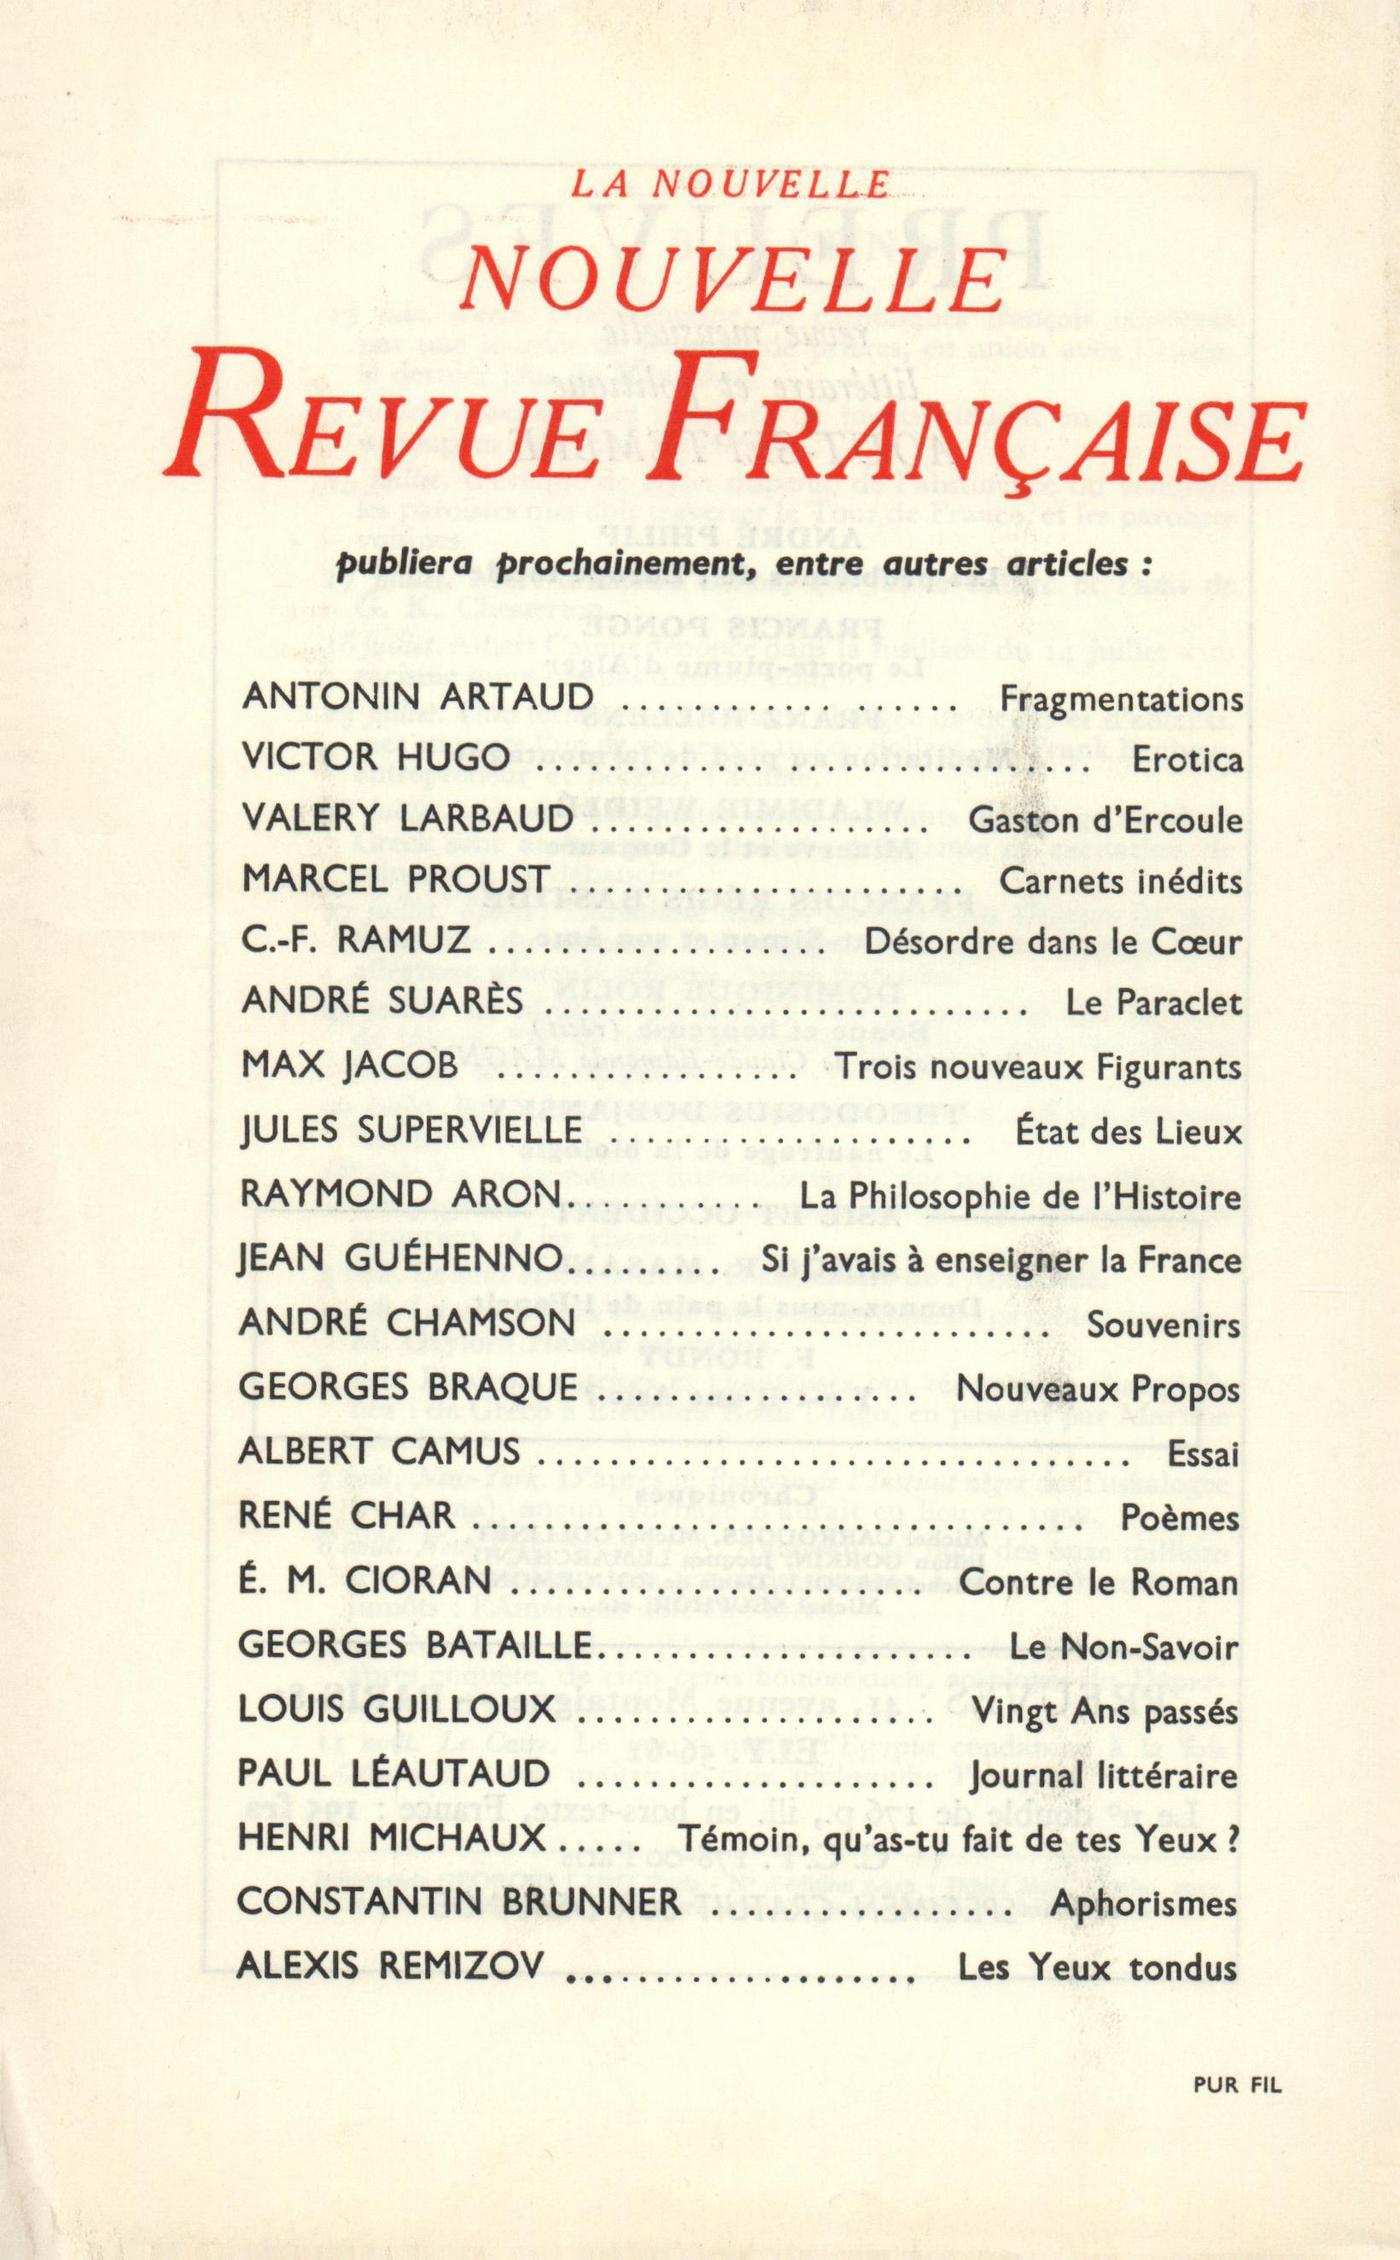 LA NOUVELLE
NOUVELLE
REVUE FRANÇAISE
publiera prochainement, entre autres articles :
ANTONIN ARTAUD ............ ...... Fragmentations
VICTOR HUGO ............................... Erotica
VALERY LARBAUD ................... Gaston d'Ercoule
MARCEL PROUST ...................... Carnets inédits
C.-F. RAMUZ ................... Désordre dans le Cœur
ANDRÉ SUARÈS ........................... Le Paraclet
MAX JACOB ................. Trois nouveaux Figurants
JULES SUPERVIELLE .................... État des Lieux
RAYMOND ARON........... La Philosophie de l'Histoire
JEAN GUÉHENNO......... Si j'avais à enseigner la France
ANDRÉ CHAMSON ......................... Souvenirs
GEORGES BRAQUE .................. Nouveaux Propos
ALBERT CAMUS ................................. Essai
RENÉ CHAR .................................. Poèmes
É. M. CIORAN ....................... Contre le Roman
GEORGES BATAILLE..................... Le Non-Savoir
LOUIS GUILLOUX .................... Vingt Ans passés
PAUL LÉAUTAUD .................... Journal littéraire
HENRI MICHAUX ..... Témoin, qu'as-tu fait de tes Yeux ?
CONSTANTIN BRUNNER ................. Aphorismes
ALEXIS REMIZOV ................... Les Yeux tondus
PUR FIL